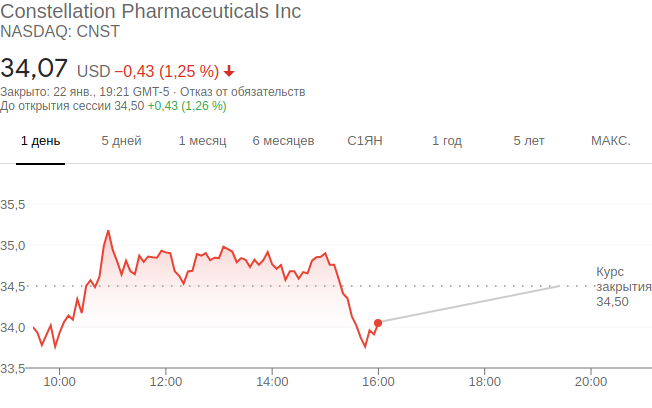 Constellation Pharmaceuticals Inc
NASDAQ: CNST
34,07 USD −0,43 (1,25 %)
Закрыто: 22 янв., 19:21 GMT-5 · Отказ от обязательств
До открытия сессии 34,50 +0,43 (1,26 %)
1 день 5 дней 1 месяц 6 месяцев С1ЯН 1 год 5 лет МАКС.
35,5
35,0
34,5
34,0
33,5
Курс
закрытия
34,50
10:00 12:00 14:00 16:00 18:00 20:00